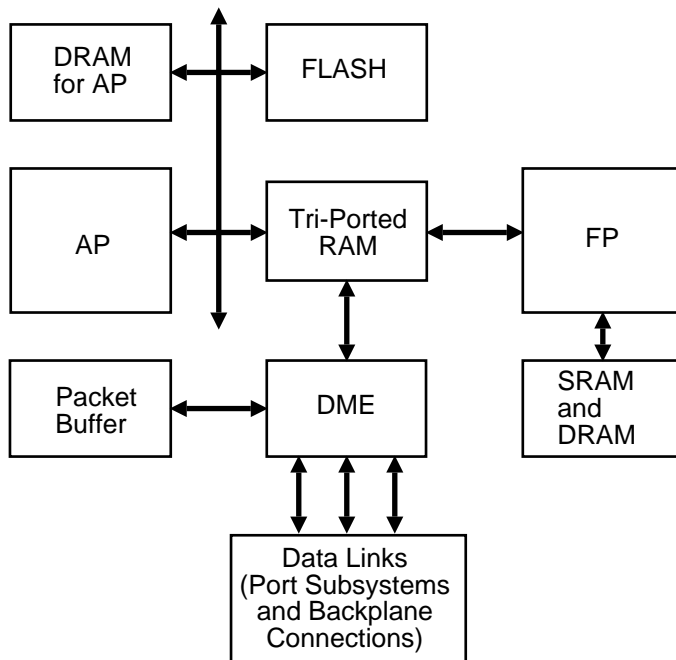 DRAM
for AP
FLASH
AP
Tri-Ported
RAM
FP
Packet
Buffer
DME
SRAM
and
DRAM
Data Links
(Port Subsystems
and Backplane
Connections)